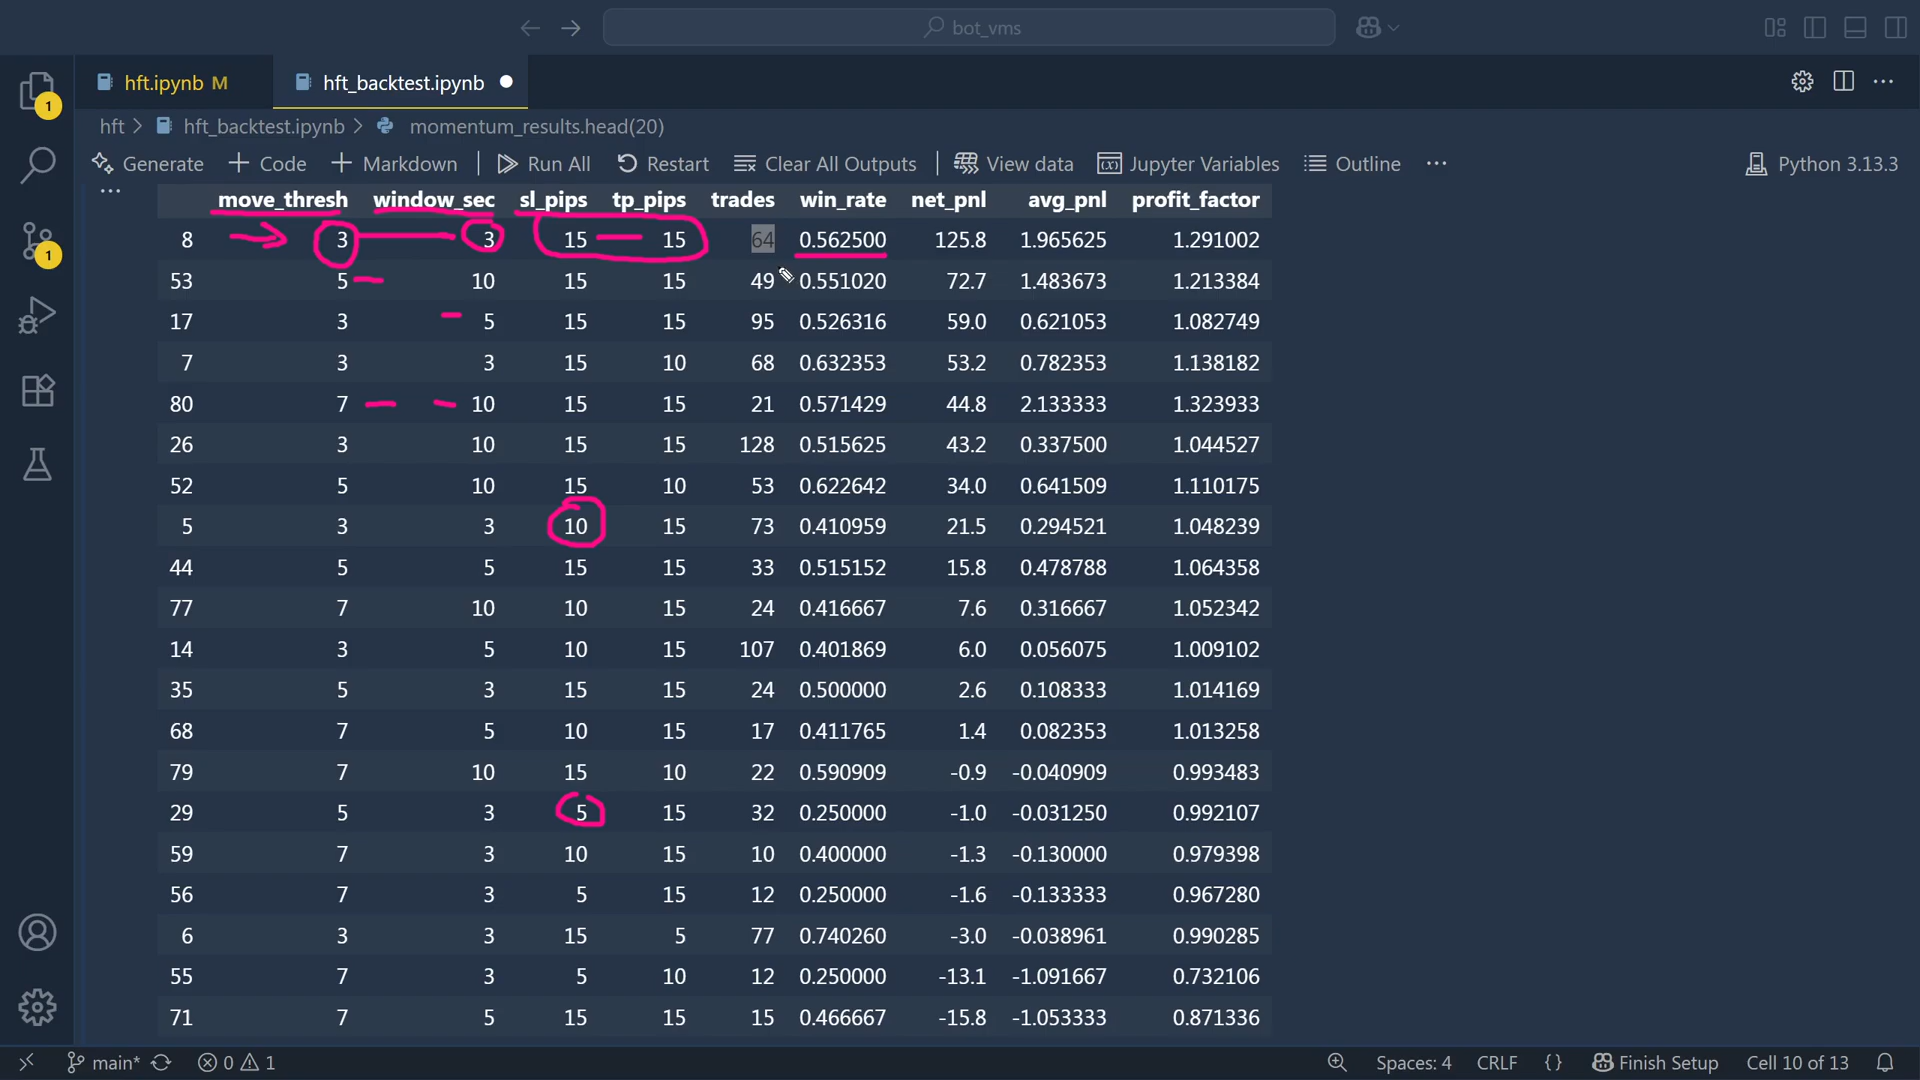 bot_vms
hft.ipynb M
hft_backtest.ipynb
hft > hft_backtest.ipynb > momentum_results.head(20)
Generate + Code + Markdown | Run All Restart Clear All Outputs | View data Jupyter Variables Outline ... Python 3.13.3
... move_thresh window_sec sl_pips tp_pips trades win_rate net_pnl avg_pnl profit_factor
8 3 3 15 15 64 0.562500 125.8 1.965625 1.291002
53 5 10 15 15 49 0.551020 72.7 1.483673 1.213384
17 3 5 15 15 95 0.526316 59.0 0.621053 1.082749
7 3 3 15 10 68 0.632353 53.2 0.782353 1.138182
80 7 10 15 15 21 0.571429 44.8 2.133333 1.323933
26 3 10 15 15 128 0.515625 43.2 0.337500 1.044527
52 5 10 15 10 53 0.622642 34.0 0.641509 1.110175
5 3 3 10 15 73 0.410959 21.5 0.294521 1.048239
44 5 5 15 15 33 0.515152 15.8 0.478788 1.064358
77 7 10 10 15 24 0.416667 7.6 0.316667 1.052342
14 3 5 10 15 107 0.401869 6.0 0.056075 1.009102
35 5 3 15 15 24 0.500000 2.6 0.108333 1.014169
68 7 5 10 15 17 0.411765 1.4 0.082353 1.013258
79 7 10 15 10 22 0.590909 -0.9 -0.040909 0.993483
29 5 3 5 15 32 0.250000 -1.0 -0.031250 0.992107
59 7 3 10 15 10 0.400000 -1.3 -0.130000 0.979398
56 7 3 5 15 12 0.250000 -1.6 -0.133333 0.967280
6 3 3 15 5 77 0.740260 -3.0 -0.038961 0.990285
55 7 3 5 10 12 0.250000 -13.1 -1.091667 0.732106
71 7 5 15 15 15 0.466667 -15.8 -1.053333 0.871336
1
1
main* 0 1 Spaces: 4 CRLF {} Finish Setup Cell 10 of 13